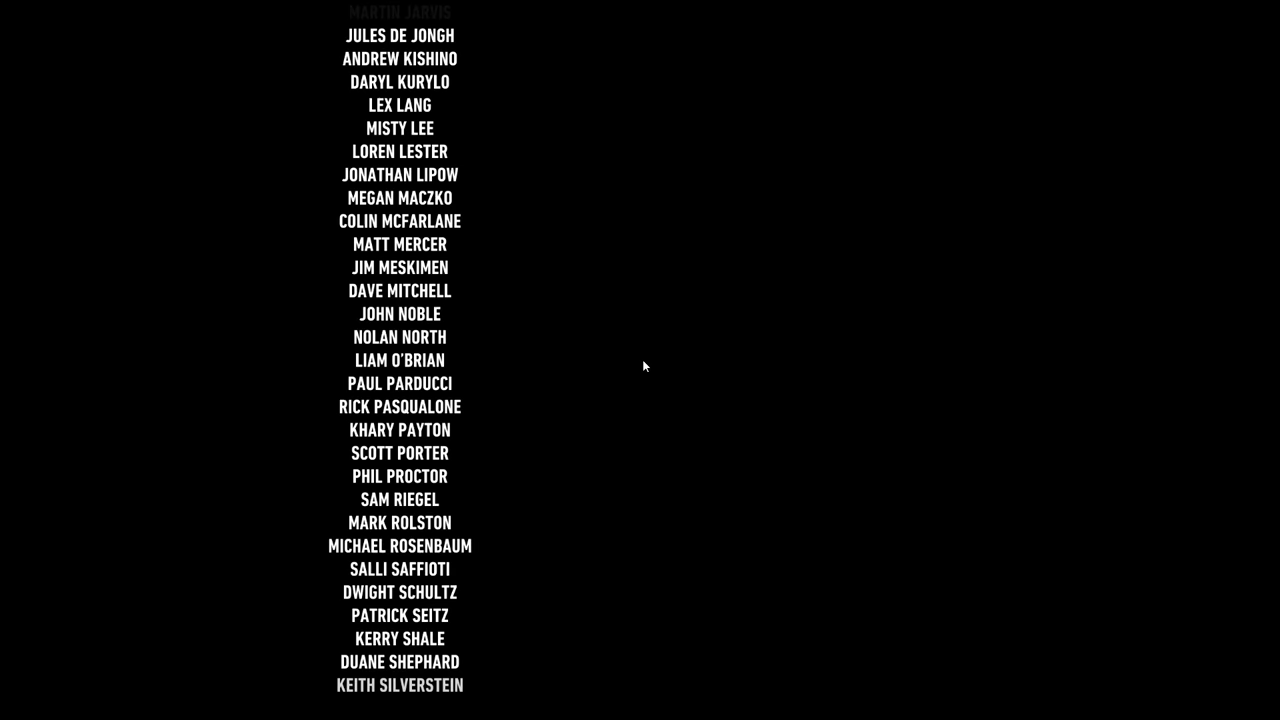 MARTIN JARVIS
JULES DE JONGH
ANDREW KISHINO
DARYL KURYLO
LEX LANG
MISTY LEE
LOREN LESTER
JONATHAN LIPOW
MEGAN MACZKO
COLIN MCFARLANE
MATT MERCER
JIM MESKIMEN
DAVE MITCHELL
JOHN NOBLE
NOLAN NORTH
LIAM O'BRIAN
PAUL PARDUCCI
RICK PASQUALONE
KHARY PAYTON
SCOTT PORTER
PHIL PROCTOR
SAM RIEGEL
MARK ROLSTON
MICHAEL ROSENBAUM
SALLI SAFFIOTI
DWIGHT SCHULTZ
PATRICK SEITZ
KERRY SHALE
DUANE SHEPHARD
KEITH SILVERSTEIN